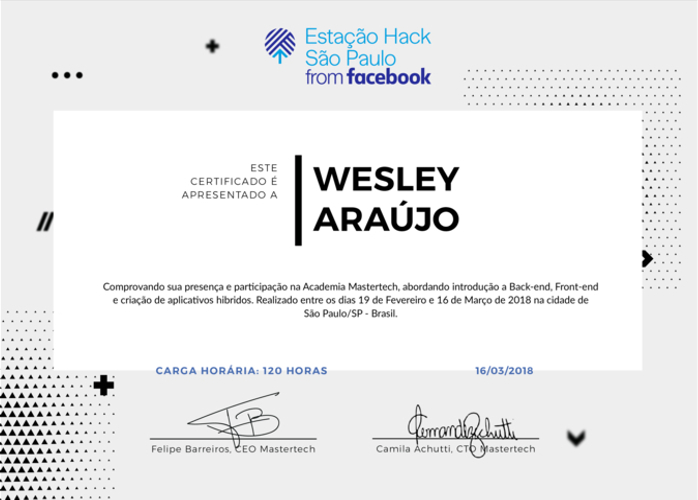 Estação Hack
São Paulo
from facebook
ESTE
CERTIFICADO É
APRESENTADO A
WESLEY
ARAÚJO
Comprovando sua presença e participação na Academia Mastertech, abordando introdução a Back-end, Front-end
e criação de aplicativos hibridos. Realizado entre os dias 19 de Fevereiro e 16 de Março de 2018 na cidade de
São Paulo/SP - Brasil.
CARGA HORÁRIA: 120 HORAS
16/03/2018
Felipe Barreiros, CEO Mastertech
Camila Achutti, CTO Mastertech